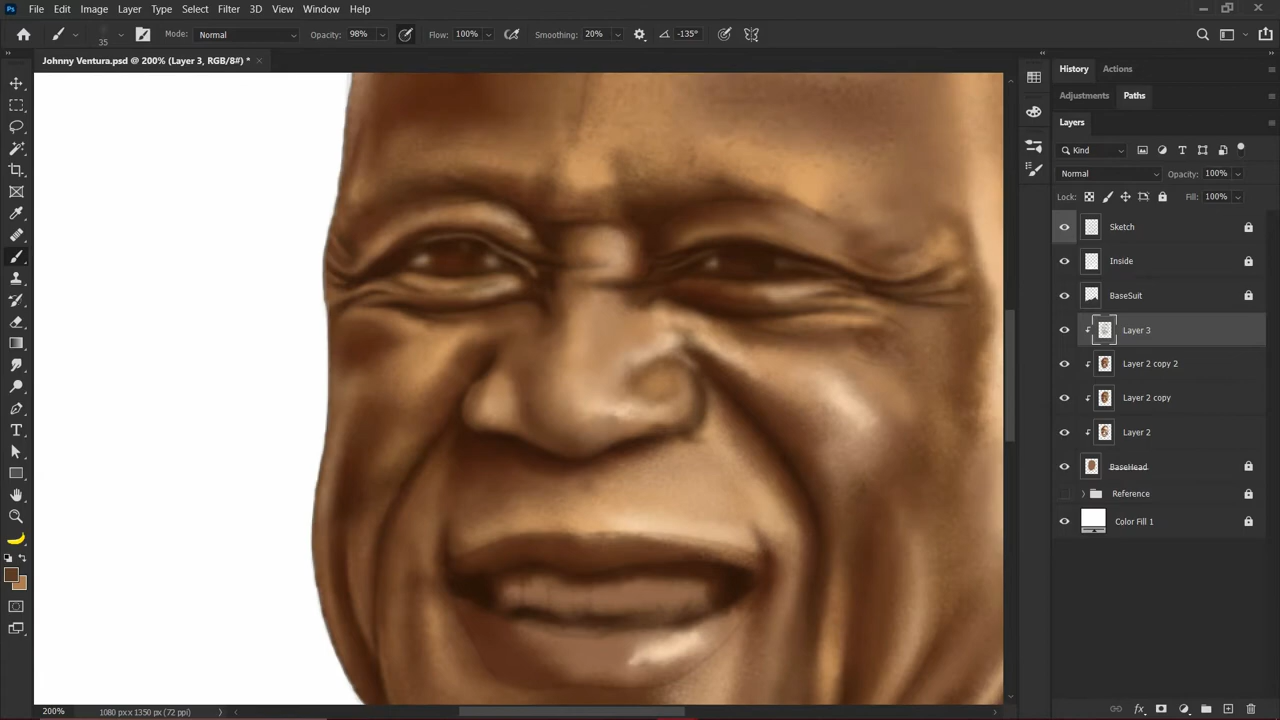 Ps File Edit Image Layer Type Select Filter 3D View Window Help
35 Mode: Normal Opacity: 98% Flow: 100% Smoothing: 20% -135°
Johnny Ventura.psd @ 200% (Layer 3, RGB/8#) * ×
History Actions
Adjustments Paths
Layers
Kind
Normal Opacity: 100%
Lock: Fill: 100%
Sketch
Inside
BaseSuit
Layer 3
Layer 2 copy 2
Layer 2 copy
Layer 2
BaseHead
Reference
Color Fill 1
200% 1080 px x 1350 px (72 ppi)